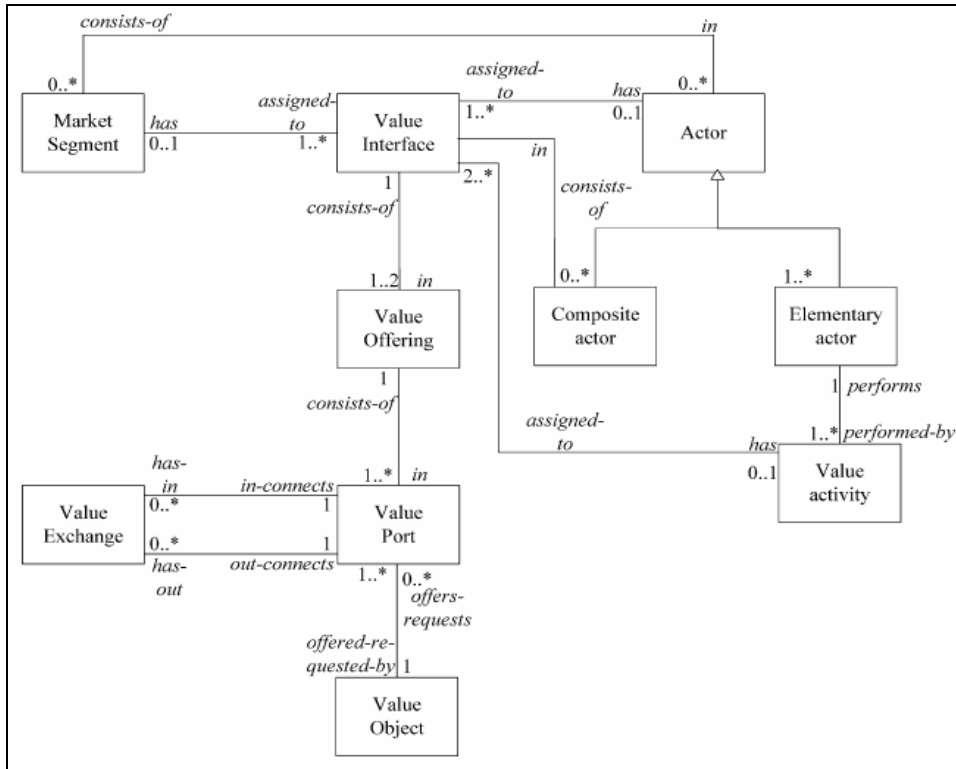 consists-of
in
0..*
0..*
Market
Segment
has
0..1
assigned-
to
1..*
Value
Interface
assigned-
to
1..*
has
0..1
Actor
in
2..*
1
consists-of
consists-
of
1..2
in
Value
Offering
0..*
Composite
actor
1..*
Elementary
actor
1
consists-of
1
performs
assigned-
to
1..*
performed-by
has
0..1
Value
activity
1..*
in
has-
in
0..*
in-connects
1
Value
Exchange
Value
Port
0..*
has-
out
1
out-connects
1..*
0..*
offers-
requests
offered-re-
quested-by
1
Value
Object